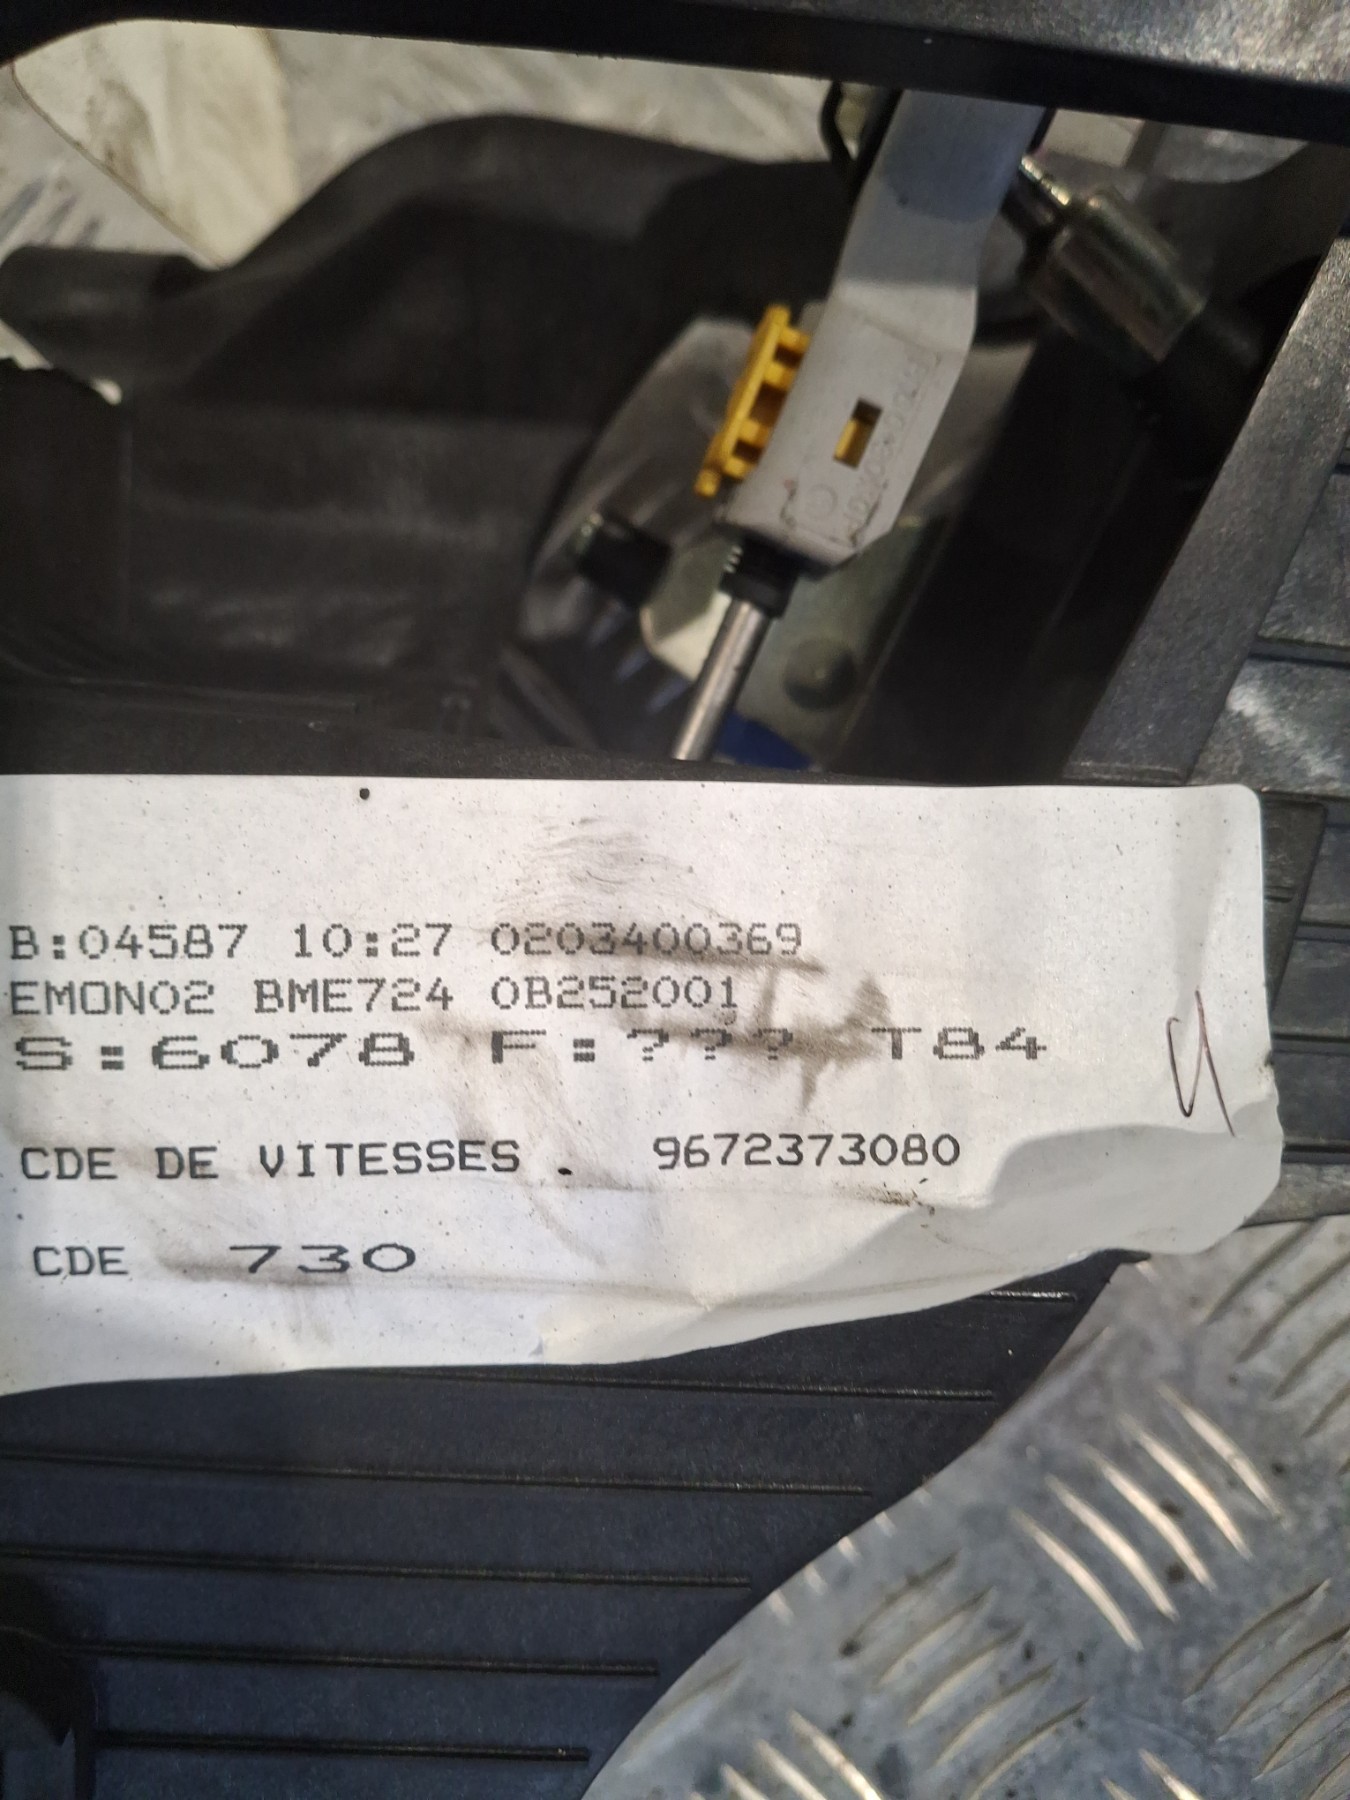 B:04587 10:27 0203400369
EMON02 BME724 0B252001
S:6078 F:??? T84
CDE DE VITESSES . 9672373080
CDE 730